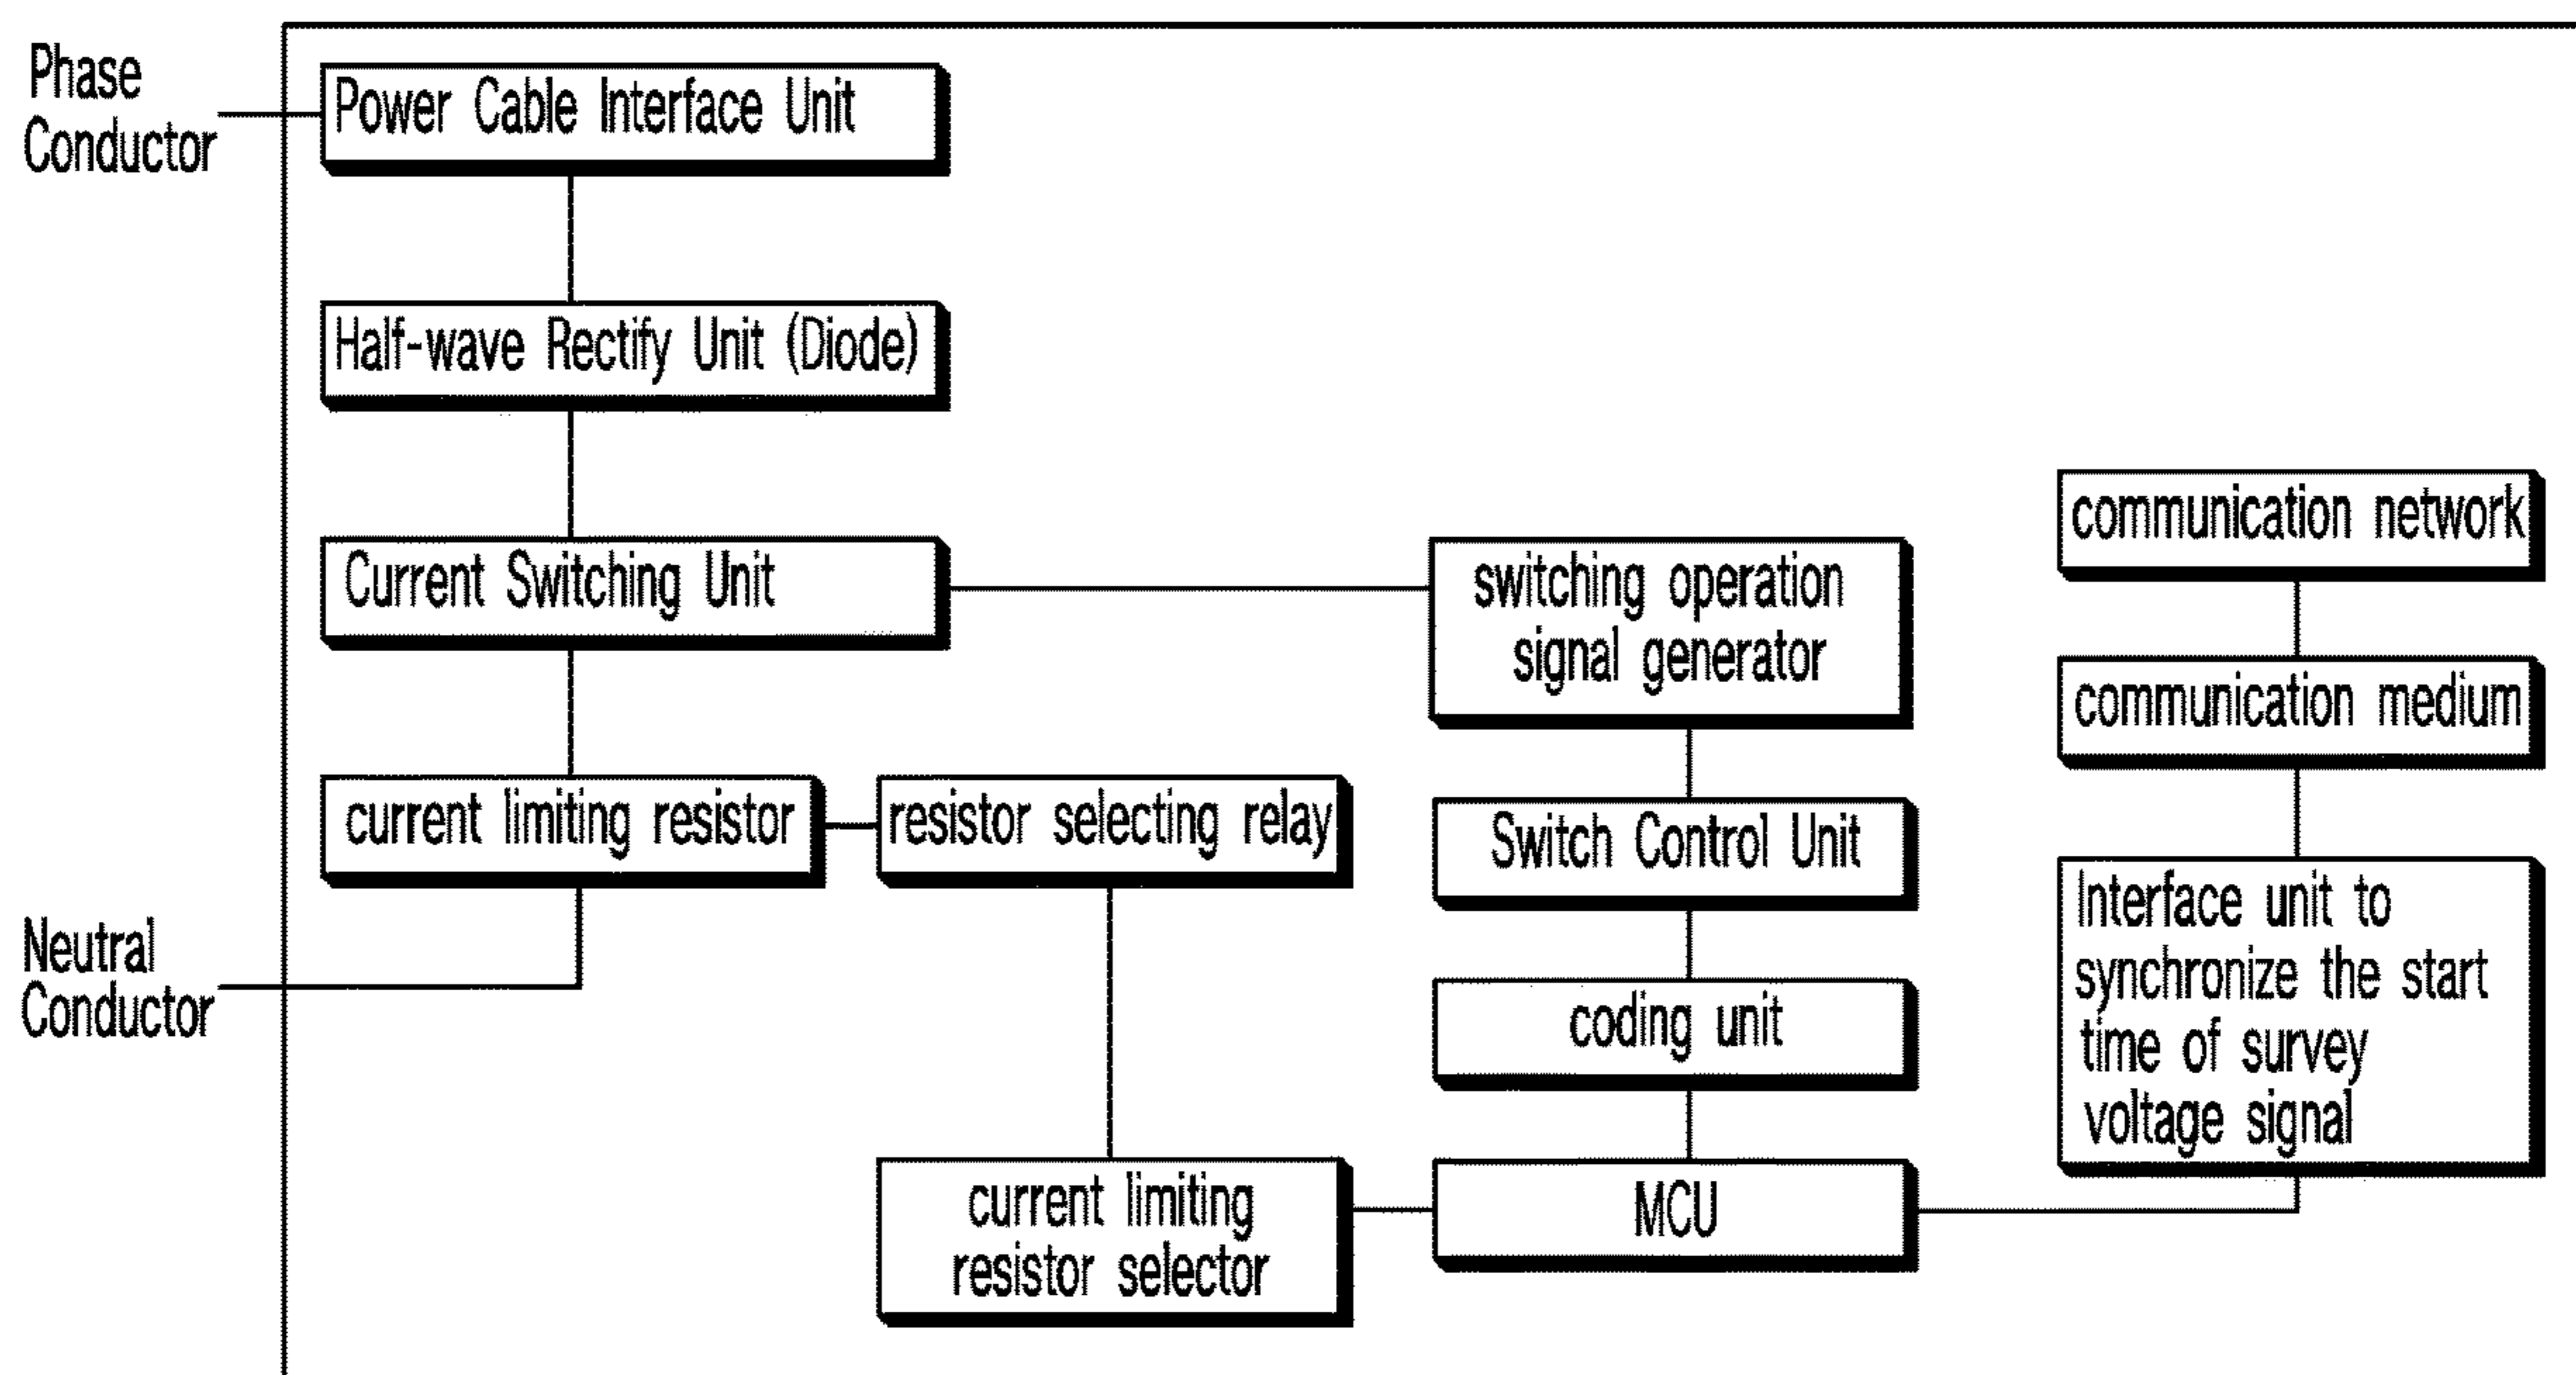 Phase
Conductor
Power Cable Interface Unit
Half-wave Rectify Unit (Diode)
Current Switching Unit
switching operation
signal generator
communication network
communication medium
current limiting resistor
resistor selecting relay
Switch Control Unit
Interface unit to
synchronize the start
time of survey
voltage signal
Neutral
Conductor
coding unit
current limiting
resistor selector
MCU